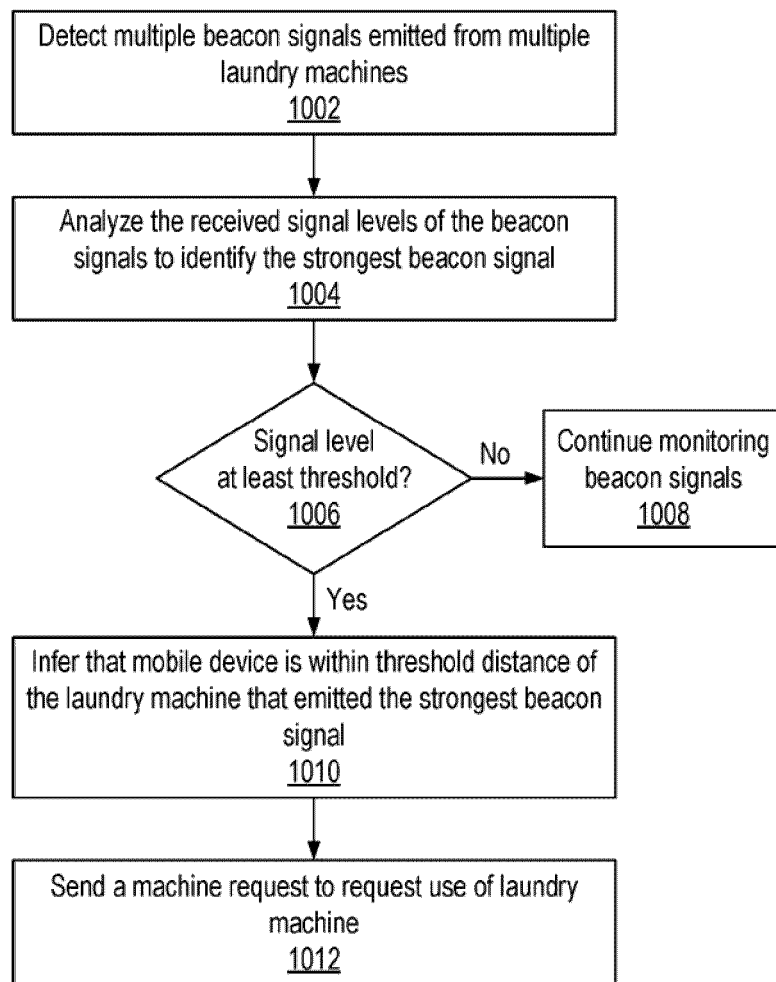 Detect multiple beacon signals emitted from multiple
laundry machines
1002
Analyze the received signal levels of the beacon
signals to identify the strongest beacon signal
1004
Signal level
at least threshold?
1006
No
Continue monitoring
beacon signals
1008
Yes
Infer that mobile device is within threshold distance of
the laundry machine that emitted the strongest beacon
signal
1010
Send a machine request to request use of laundry
machine
1012